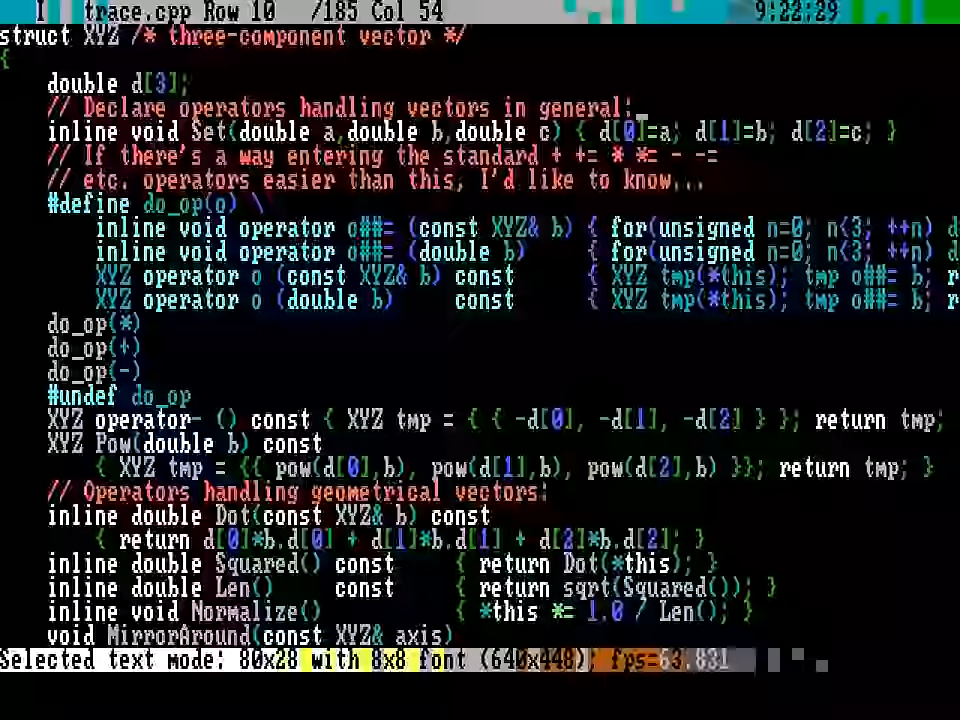 I trace.cpp Row 10 /185 Col 54 9:22:29
struct XYZ /* three-component vector */
{
    double d[3];
    // Declare operators handling vectors in general:
    inline void Set(double a,double b,double c) { d[0]=a; d[1]=b; d[2]=c; }
    // If there's a way entering the standard + += * *= - -=
    // etc. operators easier than this, I'd like to know...
    #define do_op(o) \
        inline void operator o##= (const XYZ& b) { for(unsigned n=0; n<3; ++n) d
        inline void operator o##= (double b)     { for(unsigned n=0; n<3; ++n) d
        XYZ operator o (const XYZ& b) const      { XYZ tmp(*this); tmp o##= b; r
        XYZ operator o (double b)     const      { XYZ tmp(*this); tmp o##= b; r
    do_op(*)
    do_op(+)
    do_op(-)
    #undef do_op
    XYZ operator- () const { XYZ tmp = { { -d[0], -d[1], -d[2] } }; return tmp;
    XYZ Pow(double b) const
        { XYZ tmp = {{ pow(d[0],b), pow(d[1],b), pow(d[2],b) }}; return tmp; }
    // Operators handling geometrical vectors:
    inline double Dot(const XYZ& b) const
        { return d[0]*b.d[0] + d[1]*b.d[1] + d[2]*b.d[2]; }
    inline double Squared() const     { return Dot(*this); }
    inline double Len()     const     { return sqrt(Squared()); }
    inline void Normalize()           { *this *= 1.0 / Len(); }
    void MirrorAround(const XYZ& axis)
Selected text mode: 80x28 with 8x8 font (640x448); fps=63.831